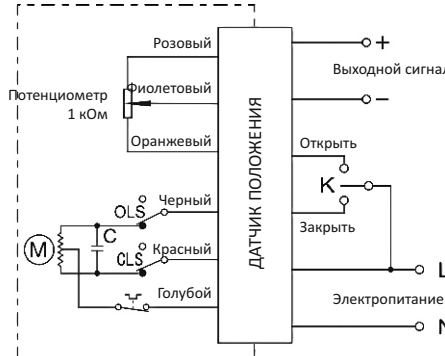 Розовый
+
Выходной сигнал
Потенциометр
1 кОм
Фиолетовый
−
Оранжевый
Открыть
K
ДАТЧИК ПОЛОЖЕНИЯ
Черный
OLS
Закрыть
C
M
CLS
Красный
L
Голубой
Электропитание
N